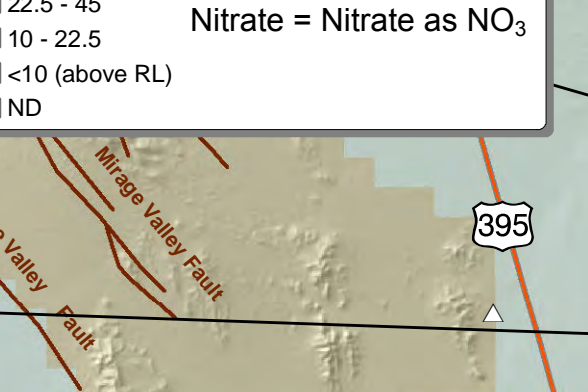 22.5 - 45
Nitrate = Nitrate as NO₃
10 - 22.5
<10 (above RL)
ND
Mirage Valley Fault
395
Valley Fault